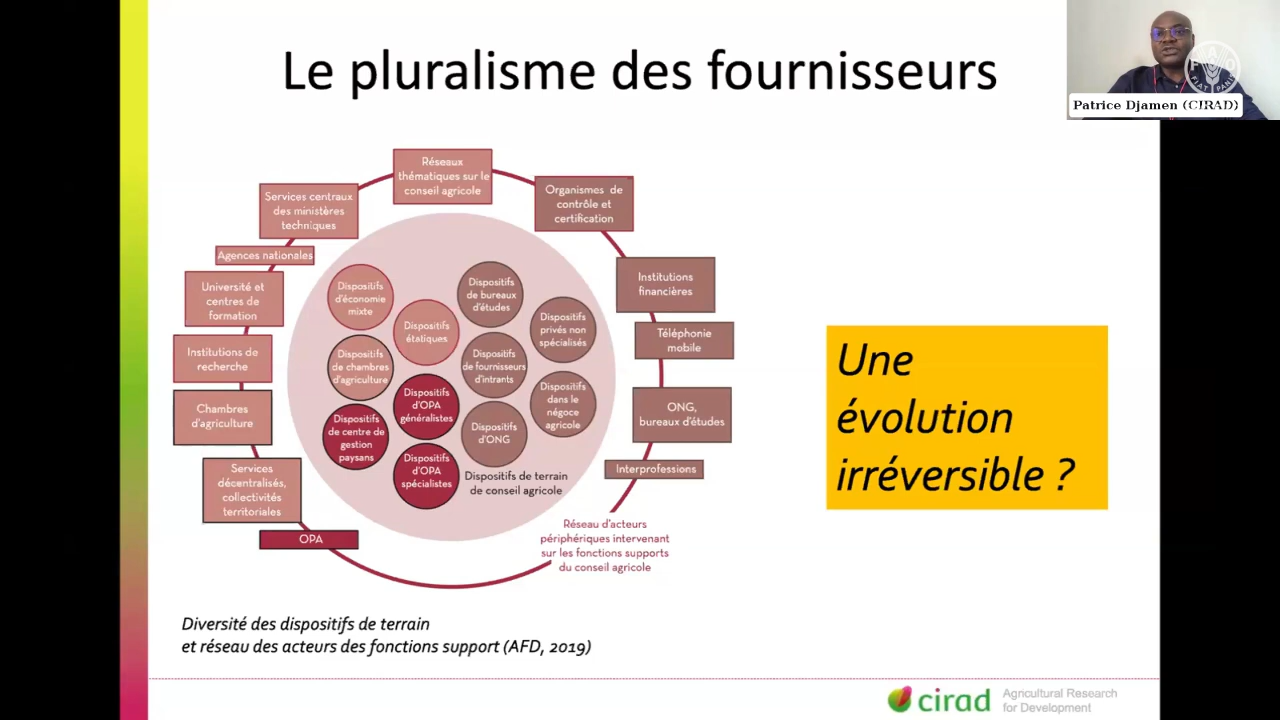 Le pluralisme des fournisseurs
Patrice Djamen (CIRAD)
FAO
FIAT PANIS
Réseaux
thématiques sur le
conseil agricole
Services centraux
des ministères
techniques
Organismes de
contrôle et
certification
Agences nationales
Université et
centres de
formation
Institutions de
recherche
Chambres
d'agriculture
Services
décentralisés,
collectivités
territoriales
OPA
Institutions
financières
Téléphonie
mobile
ONG,
bureaux d'études
Interprofessions
Réseau d'acteurs
périphériques intervenant
sur les fonctions supports
du conseil agricole
Dispositifs
d'économie
mixte
Dispositifs
étatiques
Dispositifs
de chambres
d'agriculture
Dispositifs
d'OPA
généralistes
Dispositifs
de centre de
gestion
paysans
Dispositifs
d'OPA
spécialistes
Dispositifs
de bureaux
d'études
Dispositifs
privés non
spécialisés
Dispositifs
de fournisseurs
d'intrants
Dispositifs
dans le
négoce
agricole
Dispositifs
d'ONG
Dispositifs de terrain
de conseil agricole
Une
évolution
irréversible ?
Diversité des dispositifs de terrain
et réseau des acteurs des fonctions support (AFD, 2019)
cirad
Agricultural Research
for Development